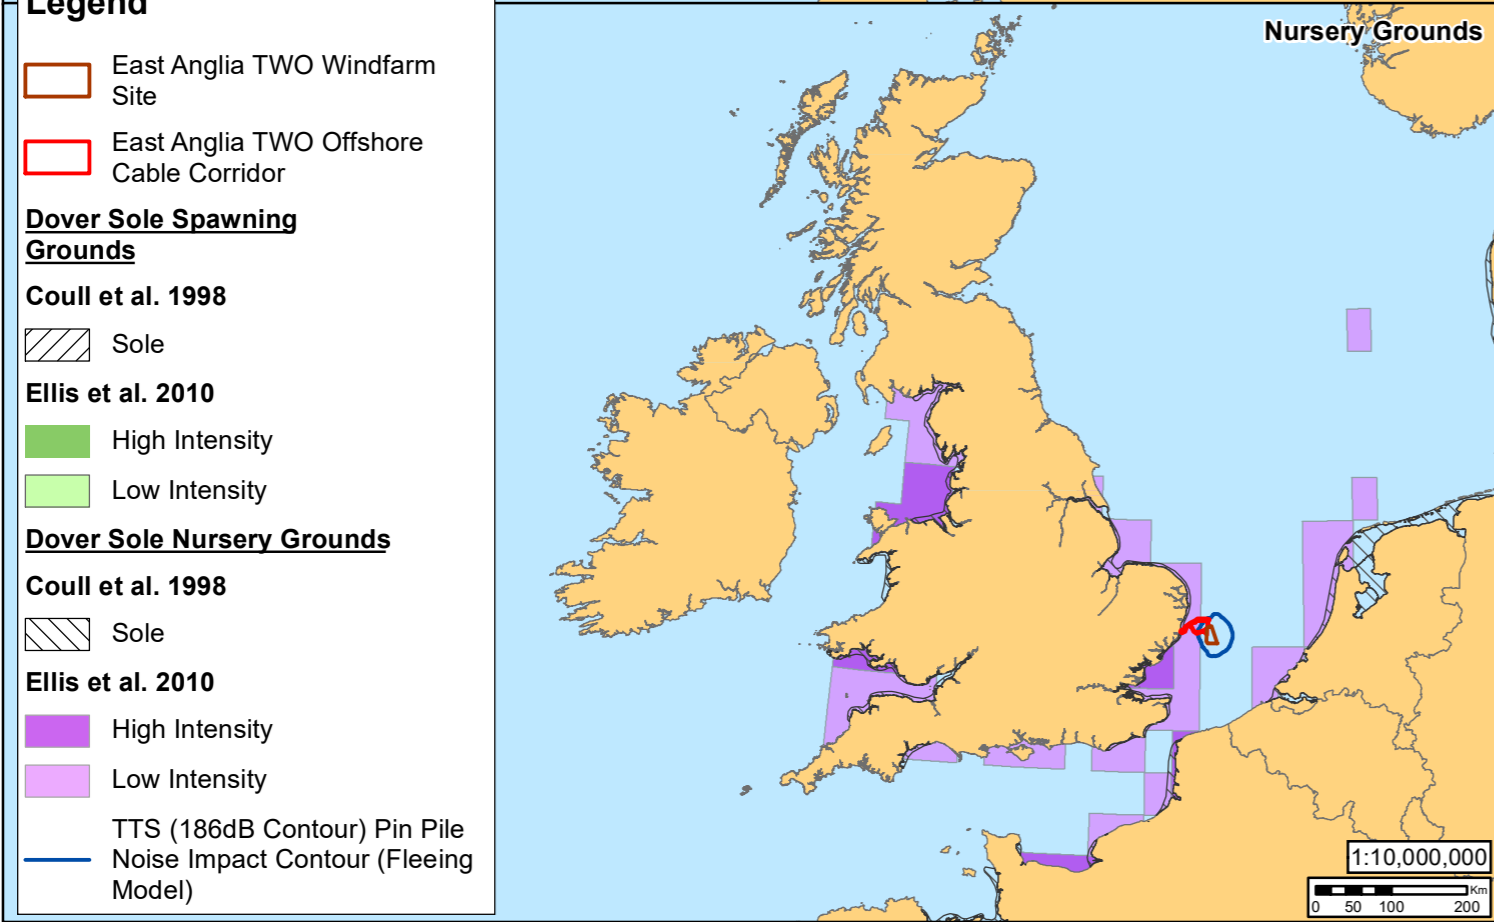 Legend
Nursery Grounds
East Anglia TWO Windfarm
Site
East Anglia TWO Offshore
Cable Corridor
Dover Sole Spawning
Grounds
Coull et al. 1998
Sole
Ellis et al. 2010
High Intensity
Low Intensity
Dover Sole Nursery Grounds
Coull et al. 1998
Sole
Ellis et al. 2010
High Intensity
Low Intensity
TTS (186dB Contour) Pin Pile
Noise Impact Contour (Fleeing
Model)
1:10,000,000
Km
0 50 100 200